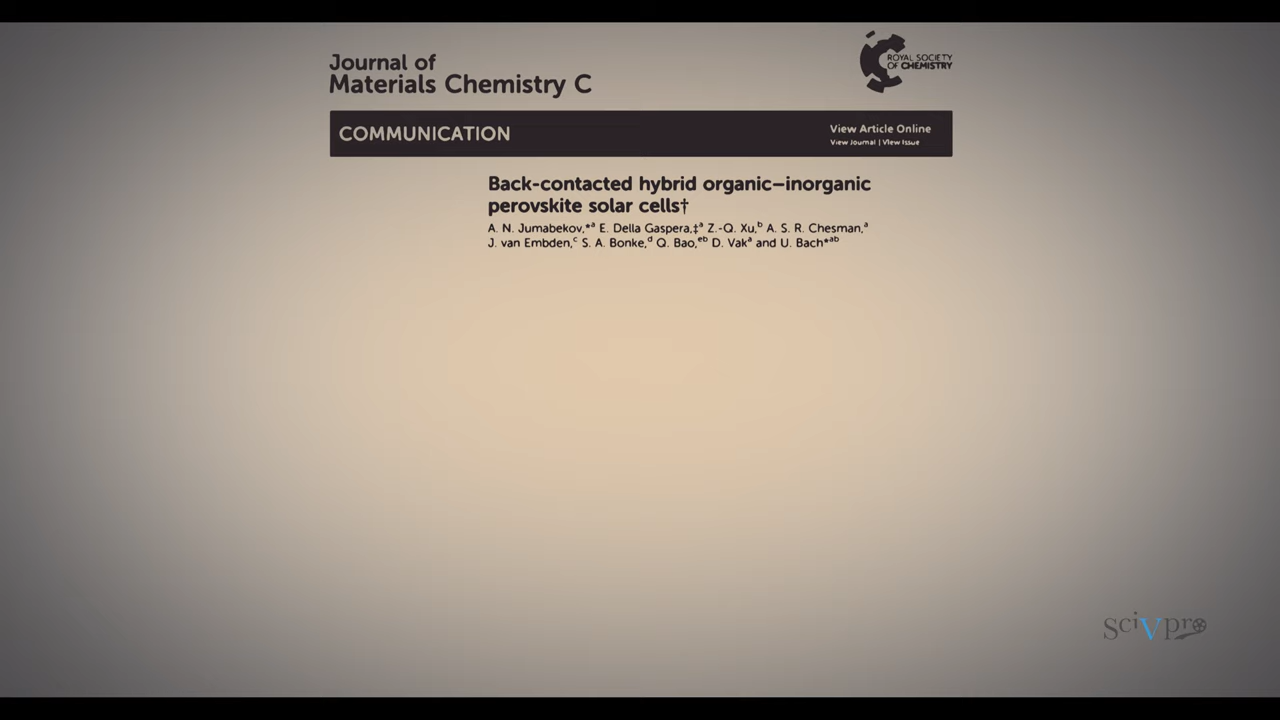 Journal of
Materials Chemistry C
ROYAL SOCIETY
OF CHEMISTRY
COMMUNICATION
View Article Online
View Journal | View Issue
Back-contacted hybrid organic–inorganic
perovskite solar cells†
A. N. Jumabekov,*ᵃ E. Della Gaspera,‡ᵃ Z.-Q. Xu,ᵇ A. S. R. Chesman,ᵃ
J. van Embden,ᶜ S. A. Bonke,ᵈ Q. Bao,ᵉᵇ D. Vakᵃ and U. Bach*ᵃᵇ
sciVpro